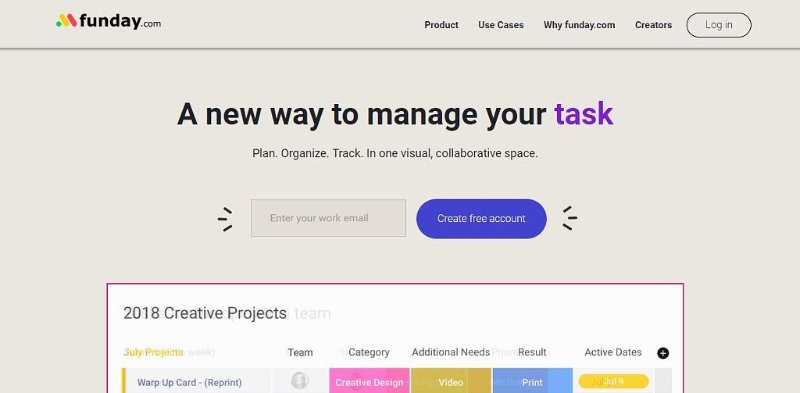 funday.com
Product Use Cases Why funday.com Creators Log in
A new way to manage your task
Plan. Organize. Track. In one visual, collaborative space.
Enter your work email Create free account
2018 Creative Projects team
July Projects week) Team Category Additional Needs Result Active Dates
Warp Up Card - (Reprint) Creative Design Video Print Jul 9